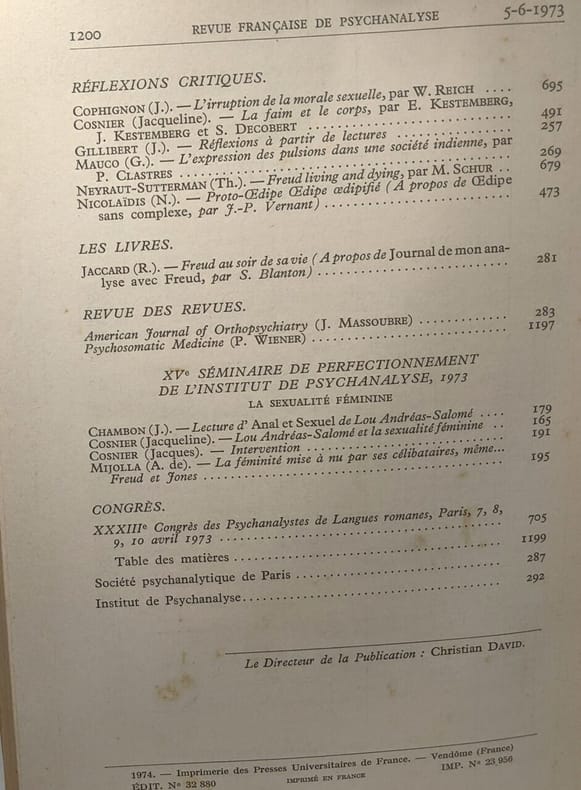 1200 REVUE FRANÇAISE DE PSYCHANALYSE 5-6-1973
RÉFLEXIONS CRITIQUES.
COPHIGNON (J.). — L'irruption de la morale sexuelle, par W. REICH .... 695
COSNIER (Jacqueline). — La faim et le corps, par E. KESTEMBERG,
J. KESTEMBERG et S. DECOBERT .......... 491
GILLIBERT (J.). — Réflexions à partir de lectures .......... 257
MAUCO (G.). — L'expression des pulsions dans une société indienne, par
P. CLASTRES .......... 269
NEYRAUT-SUTTERMAN (Th.). — Freud living and dying, par M. SCHUR .. 679
NICOLAÏDIS (N.). — Proto-Œdipe Œdipe œdipifié (A propos de Œdipe
sans complexe, par J.-P. Vernant) .......... 473
LES LIVRES.
JACCARD (R.). — Freud au soir de sa vie (A propos de Journal de mon ana-
lyse avec Freud, par S. Blanton) .......... 281
REVUE DES REVUES.
American Journal of Orthopsychiatry (J. MASSOUBRE) .......... 283
Psychosomatic Medicine (P. WIENER) .......... 1197
XVe SÉMINAIRE DE PERFECTIONNEMENT
DE L'INSTITUT DE PSYCHANALYSE, 1973
LA SEXUALITÉ FÉMININE
CHAMBON (J.). — Lecture d' Anal et Sexuel de Lou Andréas-Salomé .... 179
COSNIER (Jacqueline). — Lou Andréas-Salomé et la sexualité féminine .. 165
COSNIER (Jacques). — Intervention .......... 191
MIJOLLA (A. de). — La féminité mise à nu par ses célibataires, même...
Freud et Jones .......... 195
CONGRÈS.
XXXIIIe Congrès des Psychanalystes de Langues romanes, Paris, 7, 8,
9, 10 avril 1973 .......... 705
Table des matières .......... 1199
Société psychanalytique de Paris .......... 287
Institut de Psychanalyse .......... 292
Le Directeur de la Publication : Christian DAVID.
1974. — Imprimerie des Presses Universitaires de France. — Vendôme (France)
ÉDIT. N° 32 880 IMPRIMÉ EN FRANCE IMP. N° 23 956